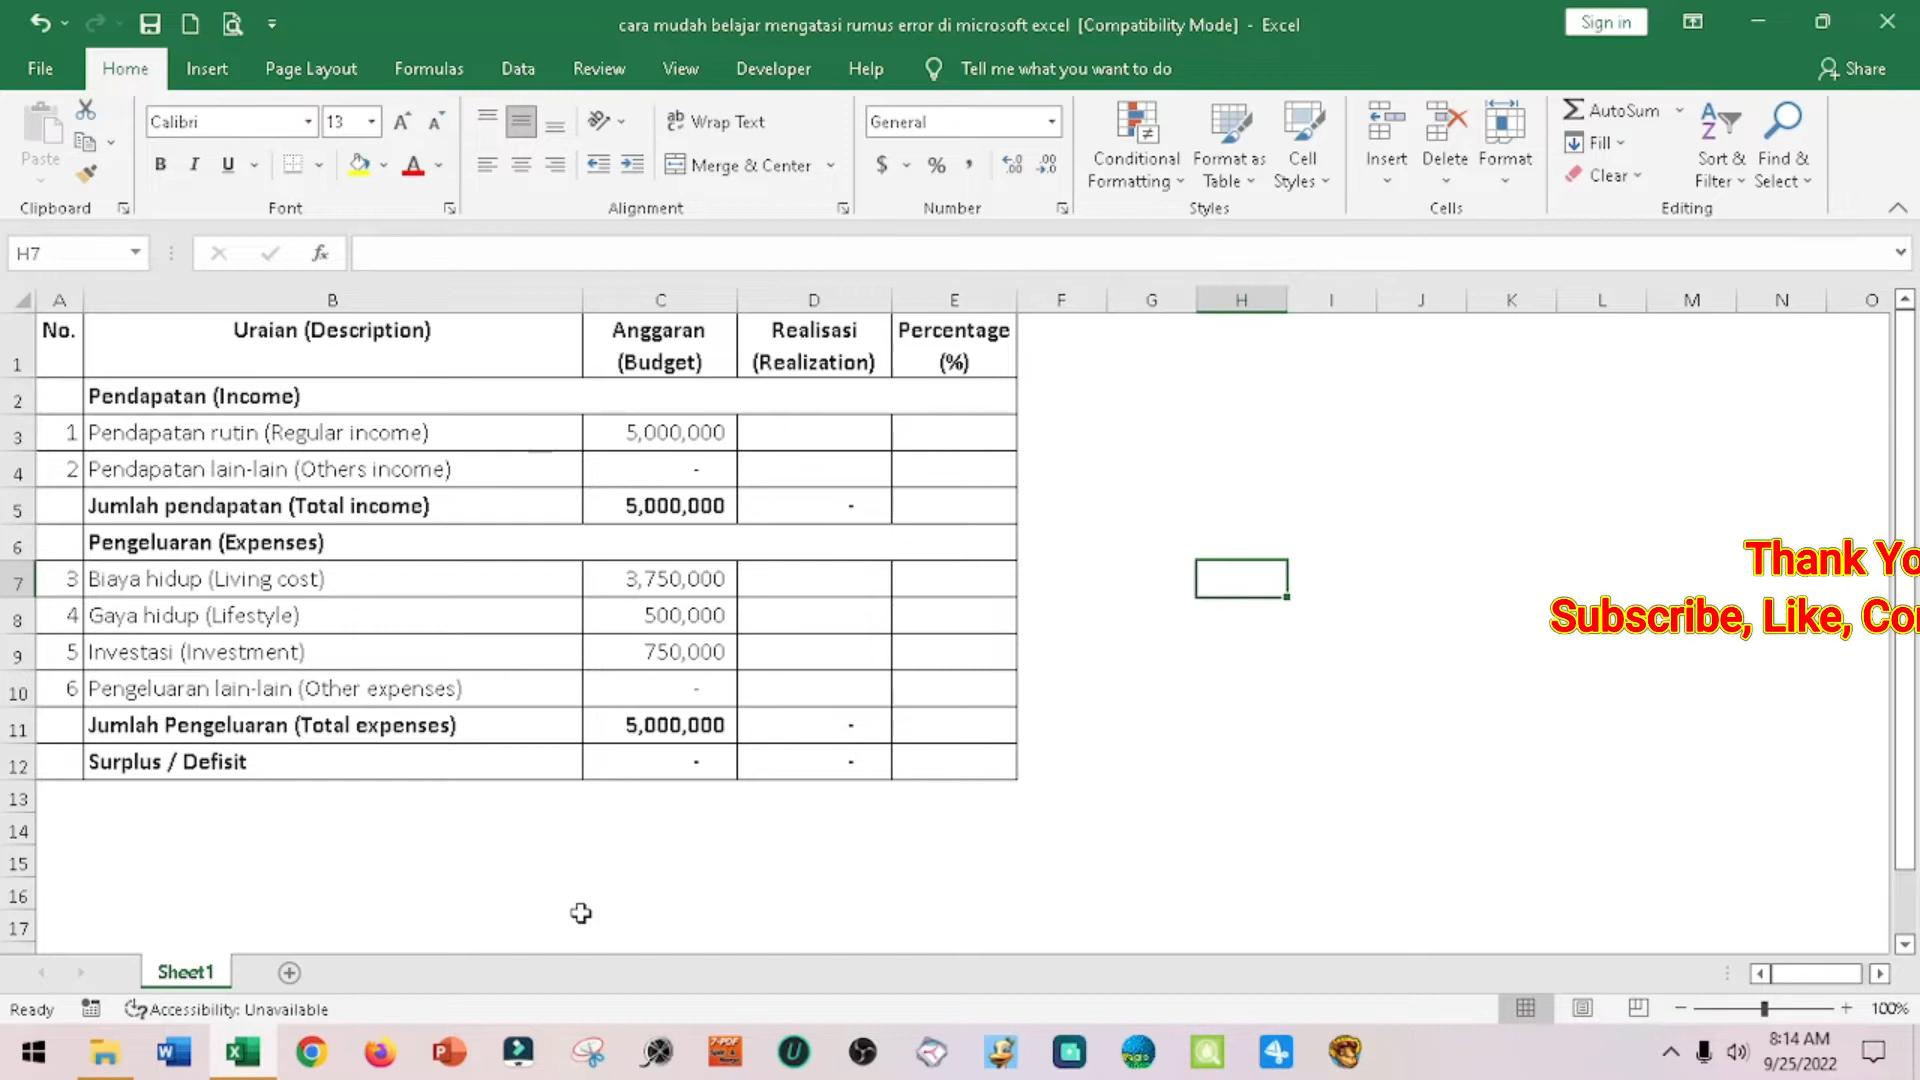 cara mudah belajar mengatasi rumus error di microsoft excel [Compatibility Mode] - Excel
Sign in
File Home Insert Page Layout Formulas Data Review View Developer Help Tell me what you want to do Share
Calibri 13 Wrap Text General AutoSum
Paste B I U Merge & Center $ % , Conditional Formatting Format as Table Cell Styles Insert Delete Format Fill Clear Sort & Filter Find & Select
Clipboard Font Alignment Number Styles Cells Editing
H7 fx
A B C D E F G H I J K L M N O
1 No. Uraian (Description) Anggaran (Budget) Realisasi (Realization) Percentage (%)
2 Pendapatan (Income)
3 1 Pendapatan rutin (Regular income) 5,000,000
4 2 Pendapatan lain-lain (Others income) -
5 Jumlah pendapatan (Total income) 5,000,000 -
6 Pengeluaran (Expenses)
7 3 Biaya hidup (Living cost) 3,750,000
8 4 Gaya hidup (Lifestyle) 500,000
9 5 Investasi (Investment) 750,000
10 6 Pengeluaran lain-lain (Other expenses) -
11 Jumlah Pengeluaran (Total expenses) 5,000,000 -
12 Surplus / Defisit - -
13
14
15
16
17
Thank Yo
Subscribe, Like, Co
Sheet1
Ready Accessibility: Unavailable 100%
8:14 AM
9/25/2022